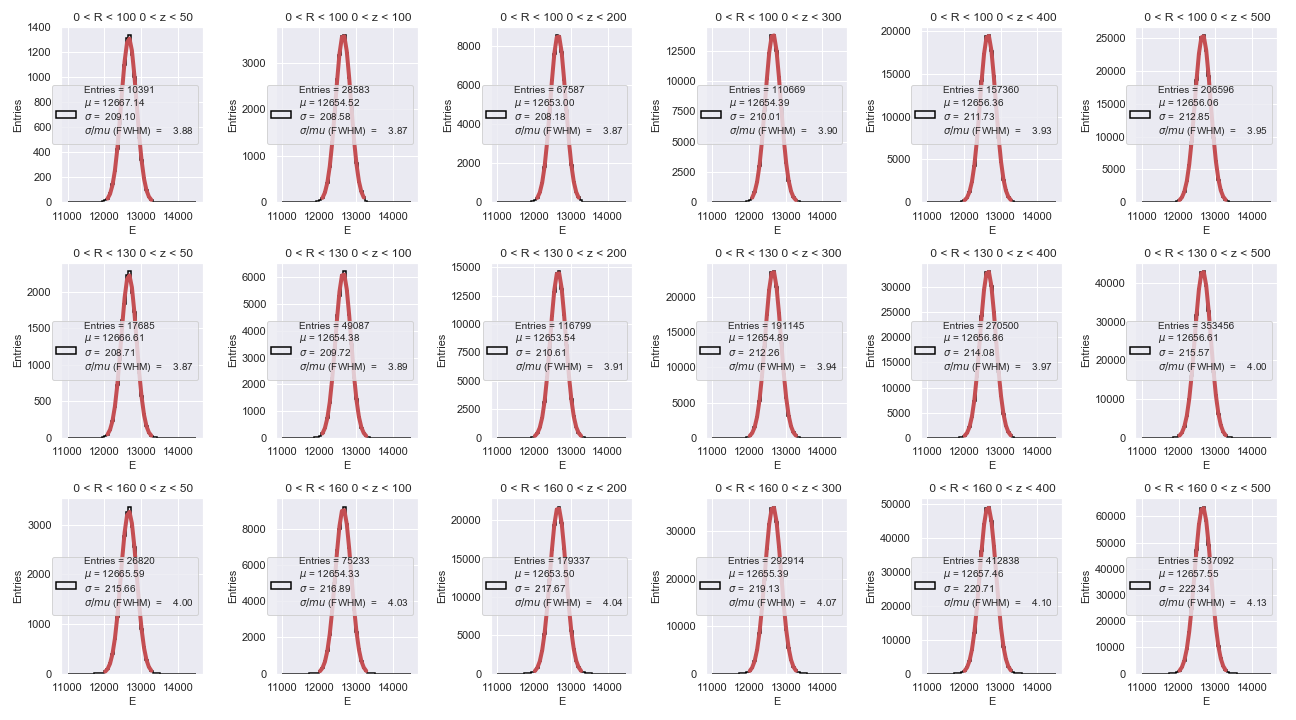 0 < R < 100 0 < z < 50
Entries
1400
1200
1000
800
600
400
200
0
Entries = 10391
μ = 12667.14
σ = 209.10
σ/mu (FWHM) = 3.88
11000 12000 13000 14000
E
0 < R < 100 0 < z < 100
Entries
3000
2000
1000
0
Entries = 28583
μ = 12654.52
σ = 208.58
σ/mu (FWHM) = 3.87
11000 12000 13000 14000
E
0 < R < 100 0 < z < 200
Entries
8000
6000
4000
2000
0
Entries = 67587
μ = 12653.00
σ = 208.18
σ/mu (FWHM) = 3.87
11000 12000 13000 14000
E
0 < R < 100 0 < z < 300
Entries
12500
10000
7500
5000
2500
0
Entries = 110669
μ = 12654.39
σ = 210.01
σ/mu (FWHM) = 3.90
11000 12000 13000 14000
E
0 < R < 100 0 < z < 400
Entries
20000
15000
10000
5000
0
Entries = 157360
μ = 12656.36
σ = 211.73
σ/mu (FWHM) = 3.93
11000 12000 13000 14000
E
0 < R < 100 0 < z < 500
Entries
25000
20000
15000
10000
5000
0
Entries = 206596
μ = 12656.06
σ = 212.85
σ/mu (FWHM) = 3.95
11000 12000 13000 14000
E
0 < R < 130 0 < z < 50
Entries
2000
1500
1000
500
0
Entries = 17685
μ = 12666.61
σ = 208.71
σ/mu (FWHM) = 3.87
11000 12000 13000 14000
E
0 < R < 130 0 < z < 100
Entries
6000
5000
4000
3000
2000
1000
0
Entries = 49087
μ = 12654.38
σ = 209.72
σ/mu (FWHM) = 3.89
11000 12000 13000 14000
E
0 < R < 130 0 < z < 200
Entries
15000
12500
10000
7500
5000
2500
0
Entries = 116799
μ = 12653.54
σ = 210.61
σ/mu (FWHM) = 3.91
11000 12000 13000 14000
E
0 < R < 130 0 < z < 300
Entries
20000
15000
10000
5000
0
Entries = 191145
μ = 12654.89
σ = 212.26
σ/mu (FWHM) = 3.94
11000 12000 13000 14000
E
0 < R < 130 0 < z < 400
Entries
30000
25000
20000
15000
10000
5000
0
Entries = 270500
μ = 12656.86
σ = 214.08
σ/mu (FWHM) = 3.97
11000 12000 13000 14000
E
0 < R < 130 0 < z < 500
Entries
40000
30000
20000
10000
0
Entries = 353456
μ = 12656.61
σ = 215.57
σ/mu (FWHM) = 4.00
11000 12000 13000 14000
E
0 < R < 160 0 < z < 50
Entries
3000
2000
1000
0
Entries = 26820
μ = 12665.59
σ = 215.66
σ/mu (FWHM) = 4.00
11000 12000 13000 14000
E
0 < R < 160 0 < z < 100
Entries
8000
6000
4000
2000
0
Entries = 75233
μ = 12654.33
σ = 216.89
σ/mu (FWHM) = 4.03
11000 12000 13000 14000
E
0 < R < 160 0 < z < 200
Entries
20000
15000
10000
5000
0
Entries = 179337
μ = 12653.50
σ = 217.67
σ/mu (FWHM) = 4.04
11000 12000 13000 14000
E
0 < R < 160 0 < z < 300
Entries
30000
20000
10000
0
Entries = 292914
μ = 12655.39
σ = 219.13
σ/mu (FWHM) = 4.07
11000 12000 13000 14000
E
0 < R < 160 0 < z < 400
Entries
50000
40000
30000
20000
10000
0
Entries = 412838
μ = 12657.46
σ = 220.71
σ/mu (FWHM) = 4.10
11000 12000 13000 14000
E
0 < R < 160 0 < z < 500
Entries
60000
50000
40000
30000
20000
10000
0
Entries = 537092
μ = 12657.55
σ = 222.34
σ/mu (FWHM) = 4.13
11000 12000 13000 14000
E